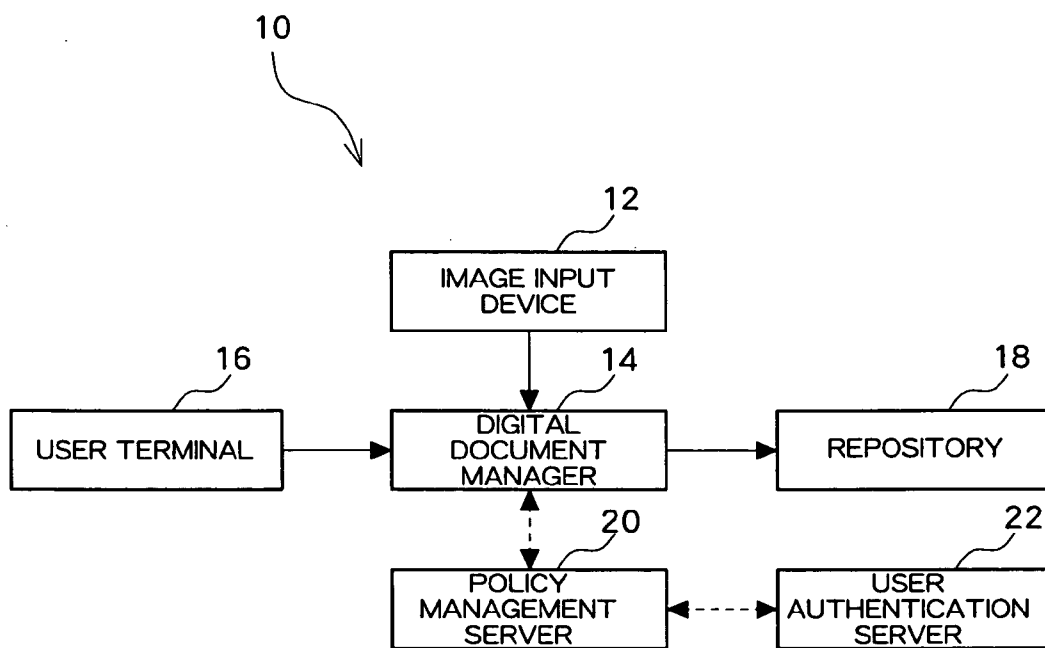 10
12
IMAGE INPUT
DEVICE
16
14
18
USER TERMINAL
DIGITAL
DOCUMENT
MANAGER
REPOSITORY
20
22
POLICY
MANAGEMENT
SERVER
USER
AUTHENTICATION
SERVER